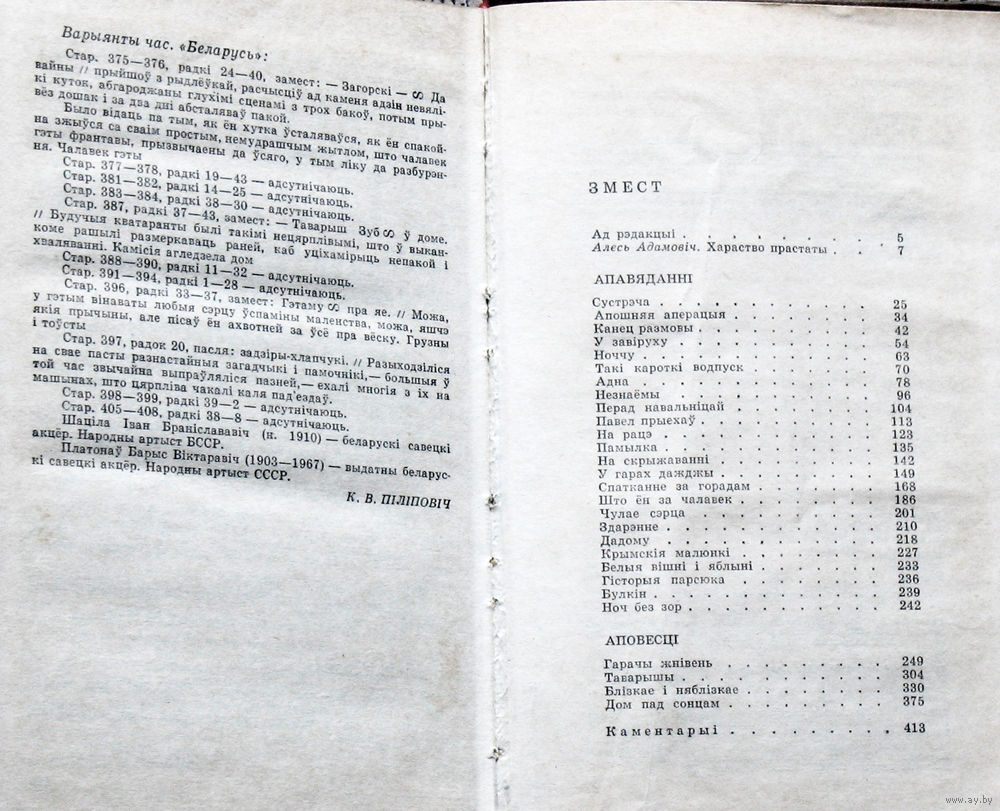 Варыянты час. «Беларусь»:
Стар. 375—376, радкі 24—40, замест: — Загорскі — ∞ Да
вайны // прыйшоў з рыдлёўкай, расчысціў ад каменя адзін невялі-
кі куток, абгароджаны глухімі сценамі з трох бакоў, потым пры-
вёз дошак і за два дні абсталяваў пакой.
Было відаць па тым, як ён хутка ўсталяваўся, як ён спакой-
на зжыўся са сваім простым, немудрашчым жытлом, што чалавек
гэты франтавы, прызвычаены да ўсяго, у тым ліку да разбурэн-
ня. Чалавек гэты
Стар. 377—378, радкі 19—43 — адсутнічаюць.
Стар. 381—382, радкі 14—25 — адсутнічаюць.
Стар. 383—384, радкі 38—30 — адсутнічаюць.
Стар. 387, радкі 37—43, замест: — Таварыш Зуб ∞ ў доме.
// Будучыя кватаранты былі такімі нецярплівымі, што ў выкан-
коме рашылі размеркаваць раней, каб уціхамірыць непакой і
хваляванні. Камісія агледзела дом
Стар. 388—390, радкі 11—32 — адсутнічаюць.
Стар. 391—394, радкі 1—28 — адсутнічаюць.
Стар. 396, радкі 33—37, замест: Гэтаму ∞ пра яе. // Можа,
у гэтым вінаваты любыя сэрцу ўспаміны маленства, можа, яшчэ
якія прычыны, але пісаў ён ахвотней за ўсё пра вёску. Грузны
і тоўсты
Стар. 397, радок 20, пасля: задзіры-хлапчукі. // Разыходзіліся
на свае пасты разнастайныя загадчыкі і памочнікі,— большыя ў
той час звычайна выпраўляліся пазней,— ехалі многія з іх на
машынах, што цярпліва чакалі каля пад'ездаў.
Стар. 398—399, радкі 39—2 — адсутнічаюць.
Стар. 405—408, радкі 38—8 — адсутнічаюць.
Шаціла Іван Браніслававіч (н. 1910) — беларускі савецкі
акцёр. Народны артыст БССР.
Платонаў Барыс Віктаравіч (1903—1967) — выдатны беларус-
кі савецкі акцёр. Народны артыст СССР.
К. В. ПІЛІПОВІЧ
ЗМЕСТ
Ад рэдакцыі . . . . . . . . . 5
Алесь Адамовіч. Хараство прастаты . . . 7
АПАВЯДАННІ
Сустрэча . . . . . . . . . . 25
Апошняя аперацыя . . . . . . . 34
Канец размовы . . . . . . . . 42
У завіруху . . . . . . . . . 54
Ноччу . . . . . . . . . . . 63
Такі кароткі водпуск . . . . . . 70
Адна . . . . . . . . . . . 78
Незнаёмы . . . . . . . . . . 96
Перад навальніцай . . . . . . . 104
Павел прыехаў . . . . . . . . 113
На рацэ . . . . . . . . . . 123
Памылка . . . . . . . . . . 135
На скрыжаванні . . . . . . . . 142
У гарах дажджы . . . . . . . . 149
Спатканне за горадам . . . . . . 168
Што ён за чалавек . . . . . . . 186
Чулае сэрца . . . . . . . . . 201
Здарэнне . . . . . . . . . . 210
Дадому . . . . . . . . . . 218
Крымскія малюнкі . . . . . . . 227
Белыя вішні і яблыні . . . . . . 233
Гісторыя парсюка . . . . . . . 236
Булкін . . . . . . . . . . 239
Ноч без зор . . . . . . . . . 242
АПОВЕСЦІ
Гарачы жнівень . . . . . . . . 249
Таварышы . . . . . . . . . . 304
Блізкае і няблізкае . . . . . . . 330
Дом пад сонцам . . . . . . . . 375
Каментарыі . . . . . . . . . 413
www.ay.by